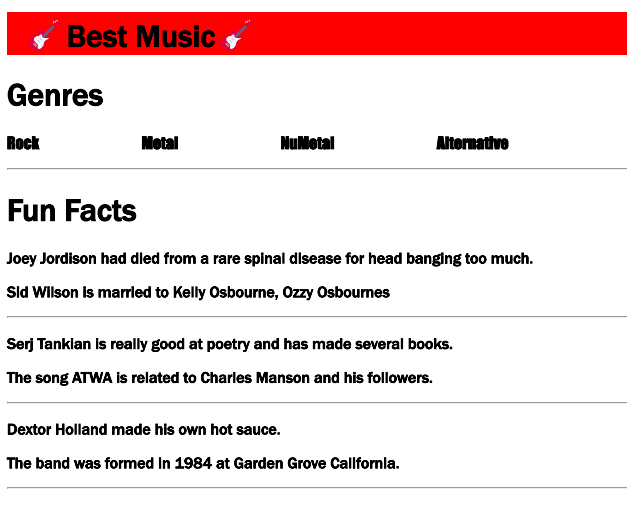 🎸 Best Music 🎸
Genres
Rock Metal NuMetal Alternative
Fun Facts
Joey Jordison had died from a rare spinal disease for head banging too much.
Sid Wilson is married to Kelly Osbourne, Ozzy Osbournes
Serj Tankian is really good at poetry and has made several books.
The song ATWA is related to Charles Manson and his followers.
Dextor Holland made his own hot sauce.
The band was formed in 1984 at Garden Grove California.